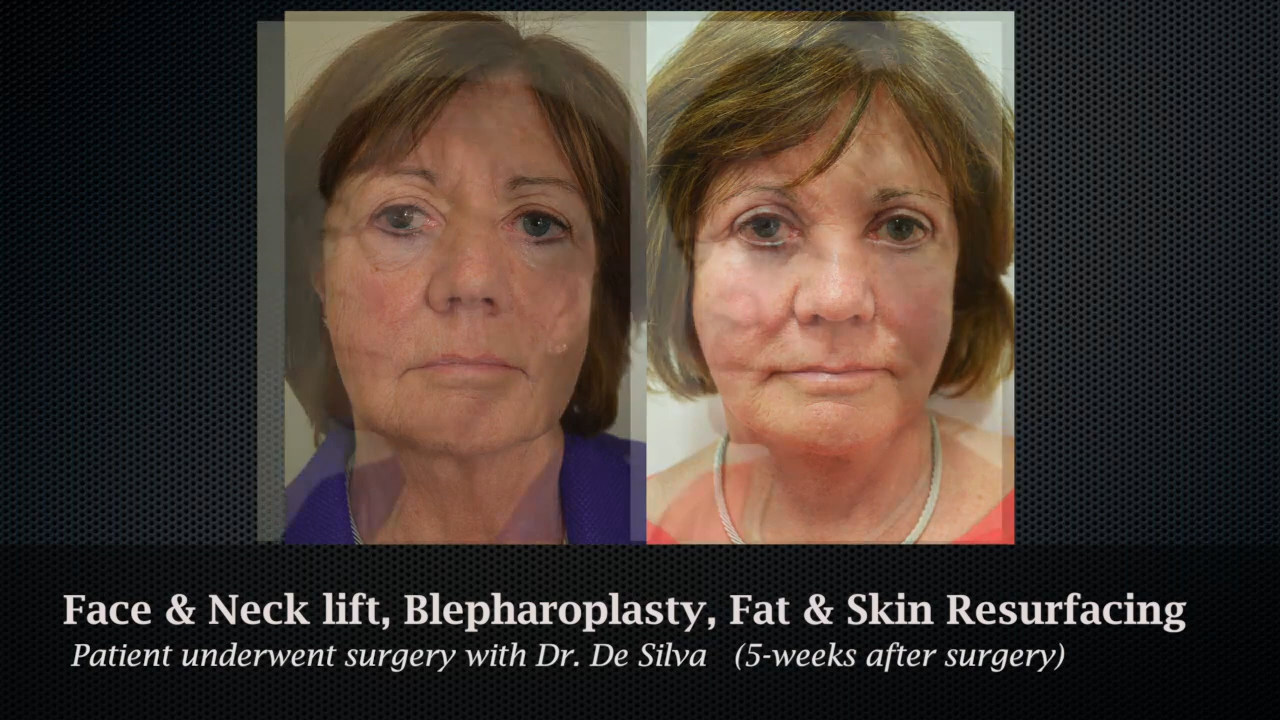 Face & Neck lift, Blepharoplasty, Fat & Skin Resurfacing
Patient underwent surgery with Dr. De Silva (5-weeks after surgery)